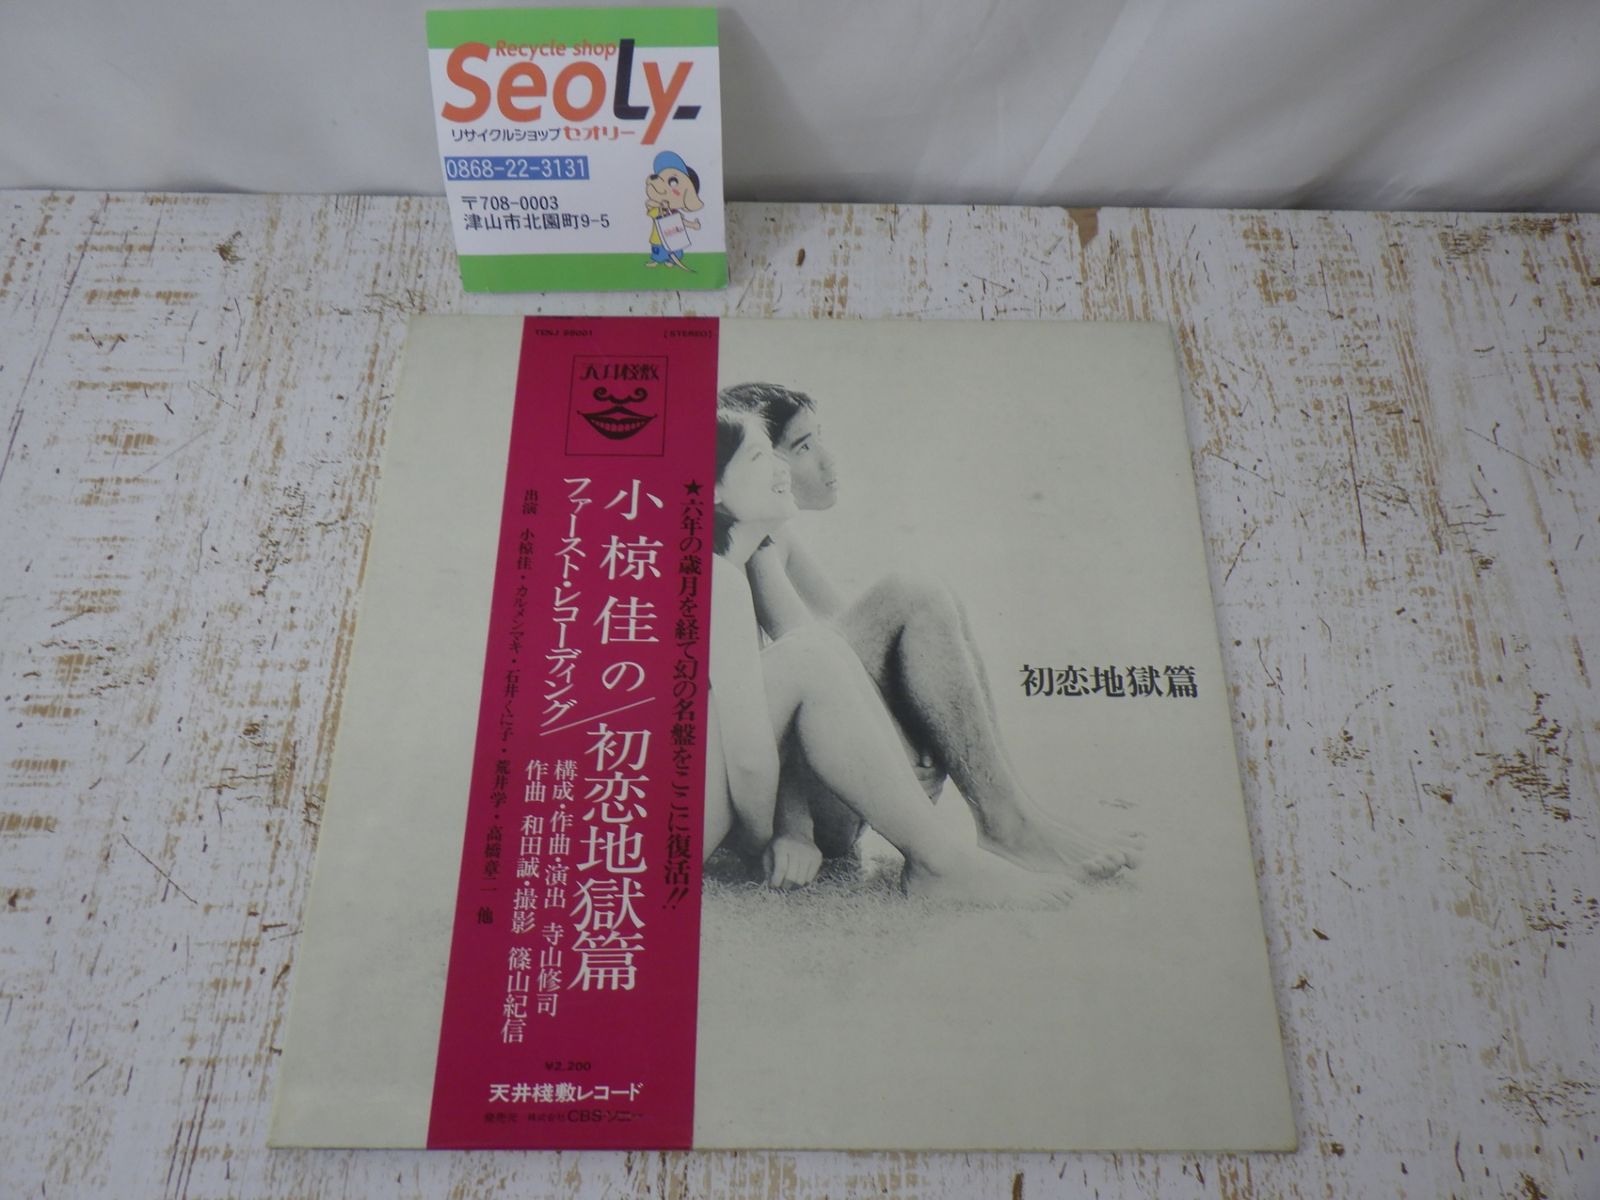 Recycle shop
SeoLy
リサイクルショップ セオリー
0868-22-3131
〒708-0003
津山市北園町9-5
[STEREO]
天井棧敷
★六年の歳月を経て幻の名盤をここに復活!!
小椋佳の/初恋地獄篇
ファースト・レコーディング/
構成・作曲・演出 寺山修司
作曲 和田誠・撮影 篠山紀信
出演 小椋佳・カルメンマキ・石井くに子・荒井学・高橋章二 他
¥2,200
天井棧敷レコード
発売元 株式会社CBS・ソニー
初恋地獄篇